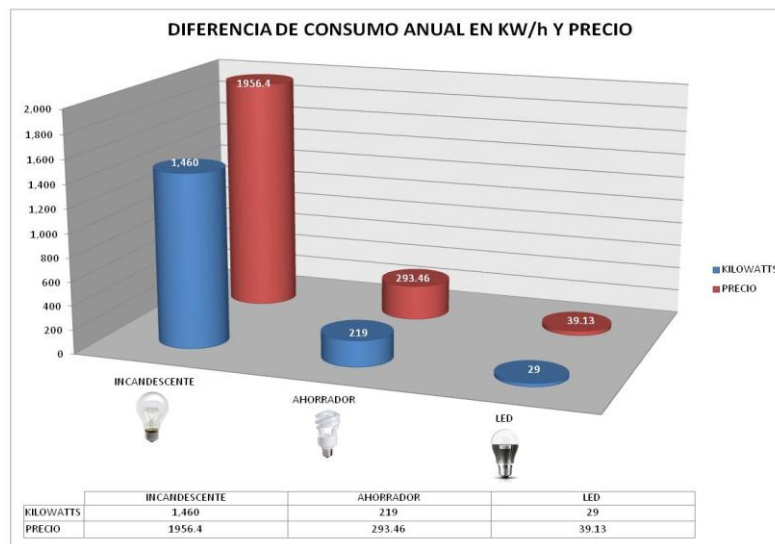 DIFERENCIA DE CONSUMO ANUAL EN KW/h Y PRECIO
2,000
1,800
1,600
1,400
1,200
1,000
800
600
400
200
0
1956.4
1,460
293.46
219
39.13
29
KILOWATTS
PRECIO
INCANDESCENTE
AHORRADOR
LED
INCANDESCENTE AHORRADOR LED
KILOWATTS 1,460 219 29
PRECIO 1956.4 293.46 39.13